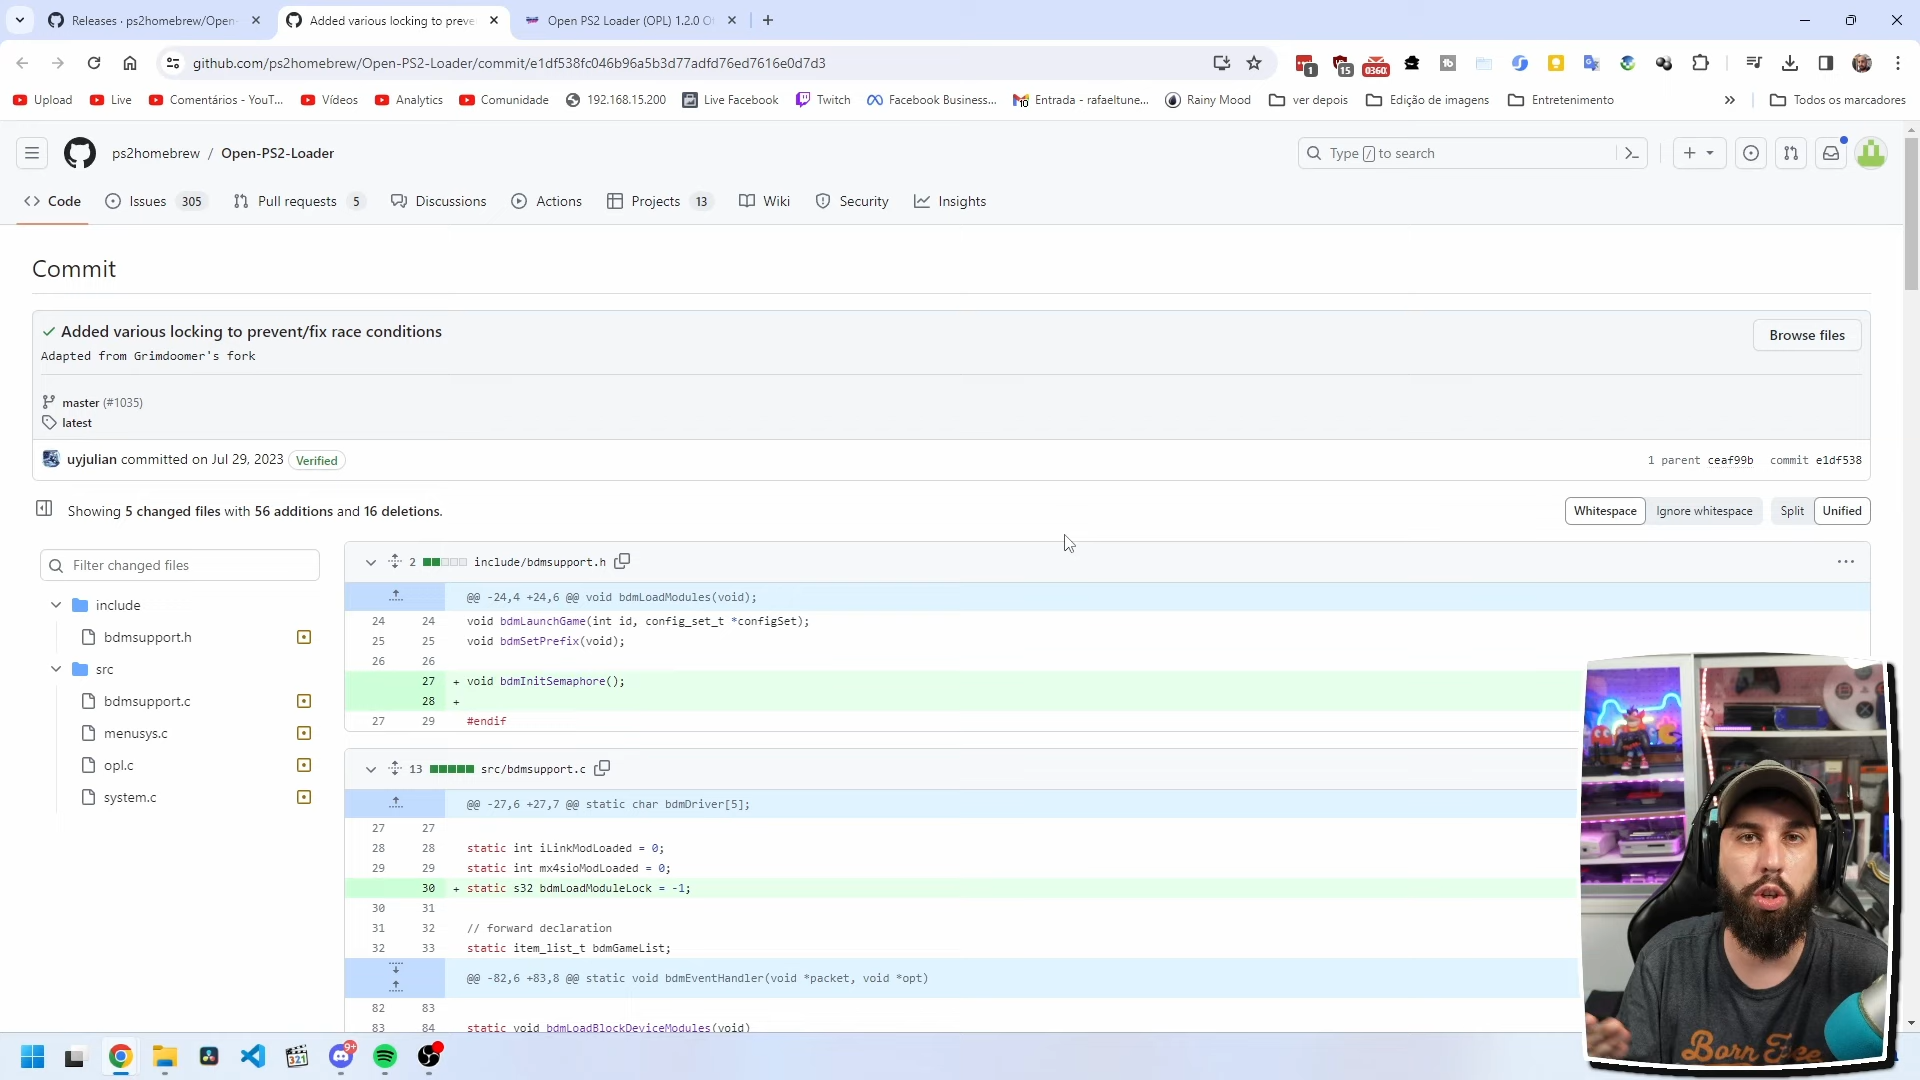 Releases · ps2homebrew/Open-
Added various locking to preve
Open PS2 Loader (OPL) 1.2.0 O
github.com/ps2homebrew/Open-PS2-Loader/commit/e1df538fc046b96a5b3d77adfd76ed7616e0d7d3
1
15
0360
Upload
Live
Comentários - YouT...
Vídeos
Analytics
Comunidade
192.168.15.200
Live Facebook
Twitch
Facebook Business...
10
Entrada - rafaeltune...
Rainy Mood
ver depois
Edição de imagens
Entretenimento
»
Todos os marcadores
ps2homebrew / Open-PS2-Loader
Type / to search
Code
Issues 305
Pull requests 5
Discussions
Actions
Projects 13
Wiki
Security
Insights
Commit
Added various locking to prevent/fix race conditions
Browse files
Adapted from Grimdoomer's fork
master (#1035)
latest
uyjulian committed on Jul 29, 2023 Verified
1 parent ceaf99b commit e1df538
Showing 5 changed files with 56 additions and 16 deletions.
Whitespace Ignore whitespace Split Unified
Filter changed files
include
bdmsupport.h
src
bdmsupport.c
menusys.c
opl.c
system.c
2 include/bdmsupport.h
@@ -24,4 +24,6 @@ void bdmLoadModules(void);
24 24 void bdmLaunchGame(int id, config_set_t *configSet);
25 25 void bdmSetPrefix(void);
26 26
27 + void bdmInitSemaphore();
28 +
27 29 #endif
13 src/bdmsupport.c
@@ -27,6 +27,7 @@ static char bdmDriver[5];
27 27
28 28 static int iLinkModLoaded = 0;
29 29 static int mx4sioModLoaded = 0;
30 + static s32 bdmLoadModuleLock = -1;
30 31
31 32 // forward declaration
32 33 static item_list_t bdmGameList;
@@ -82,6 +83,8 @@ static void bdmEventHandler(void *packet, void *opt)
82 83
83 84 static void bdmLoadBlockDeviceModules(void)
321
9+
Born Free